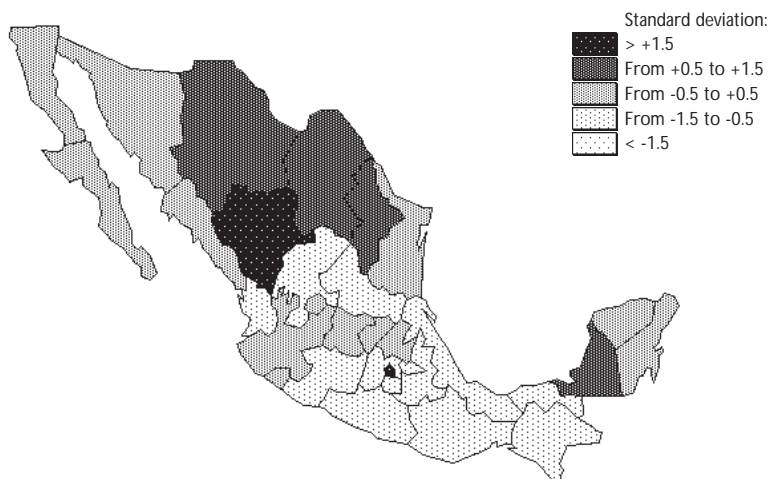 Standard deviation:
> +1.5
From +0.5 to +1.5
From -0.5 to +0.5
From -1.5 to -0.5
< -1.5